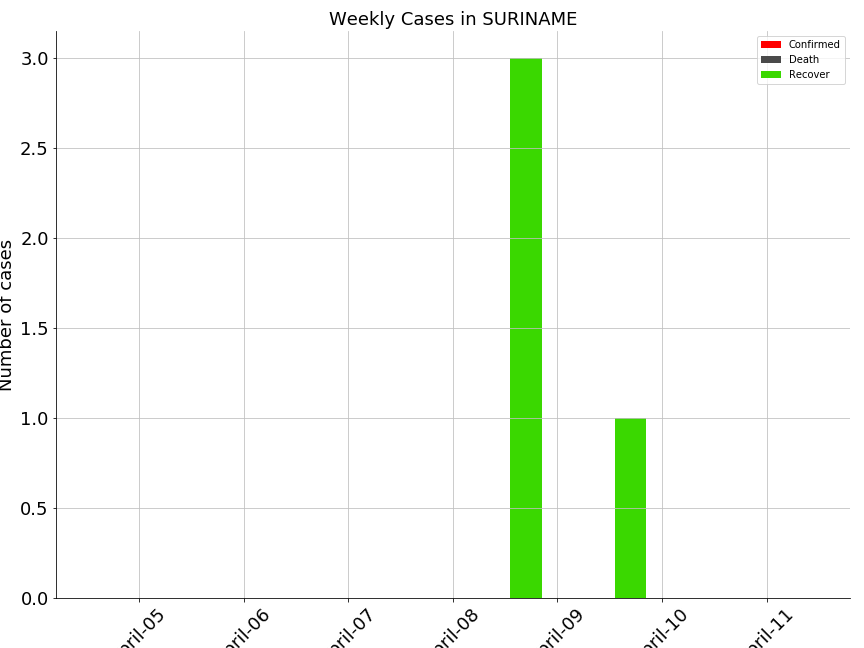 Weekly Cases in SURINAME
Confirmed
Death
Recover
Number of cases
3.0
2.5
2.0
1.5
1.0
0.5
0.0
pril-05
pril-06
pril-07
pril-08
pril-09
pril-10
pril-11